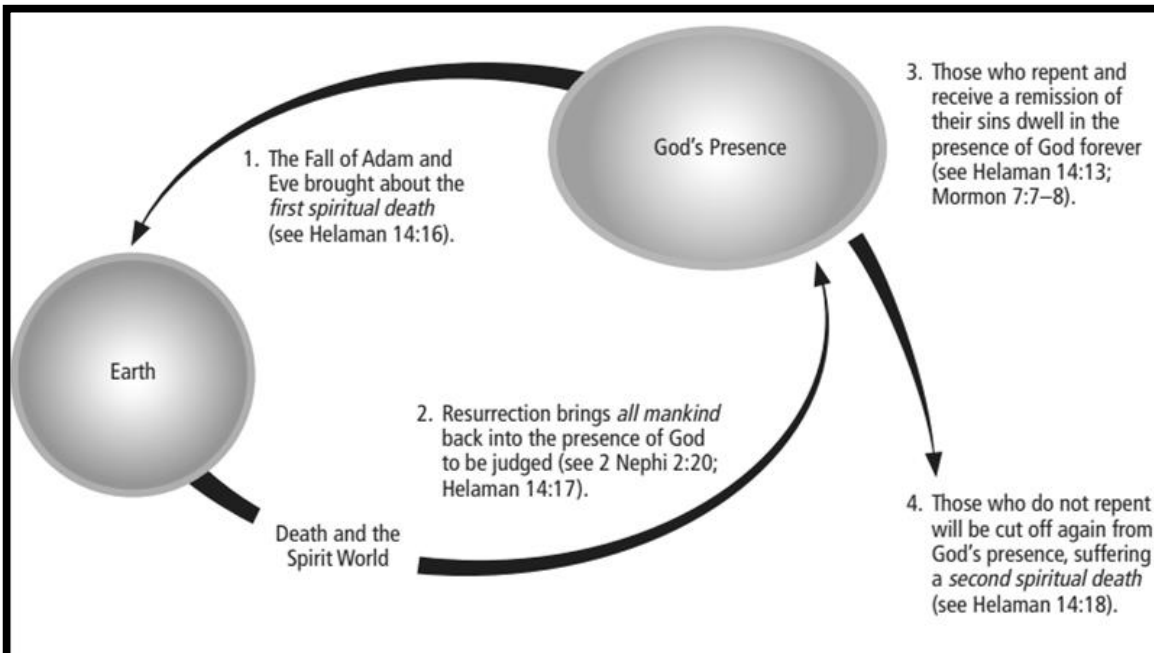 God's Presence
1. The Fall of Adam and
Eve brought about the
first spiritual death
(see Helaman 14:16).
Earth
2. Resurrection brings all mankind
back into the presence of God
to be judged (see 2 Nephi 2:20;
Helaman 14:17).
Death and the
Spirit World
3. Those who repent and
receive a remission of
their sins dwell in the
presence of God forever
(see Helaman 14:13;
Mormon 7:7–8).
4. Those who do not repent
will be cut off again from
God's presence, suffering
a second spiritual death
(see Helaman 14:18).